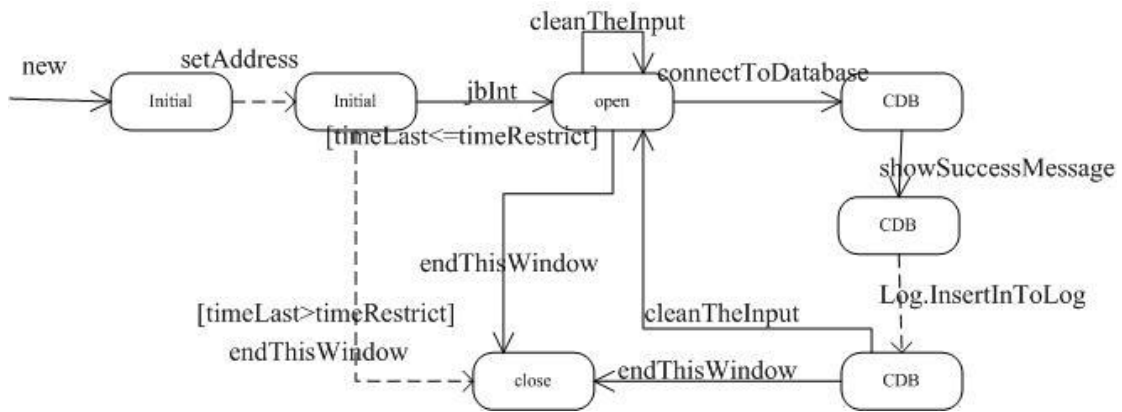 cleanTheInput
new
setAddress
connectToDatabase
Initial
Initial
jbInt
open
CDB
[timeLast<=timeRestrict]
showSuccessMessage
CDB
endThisWindow
Log.InsertInToLog
[timeLast>timeRestrict]
cleanTheInput
endThisWindow
endThisWindow
close
CDB